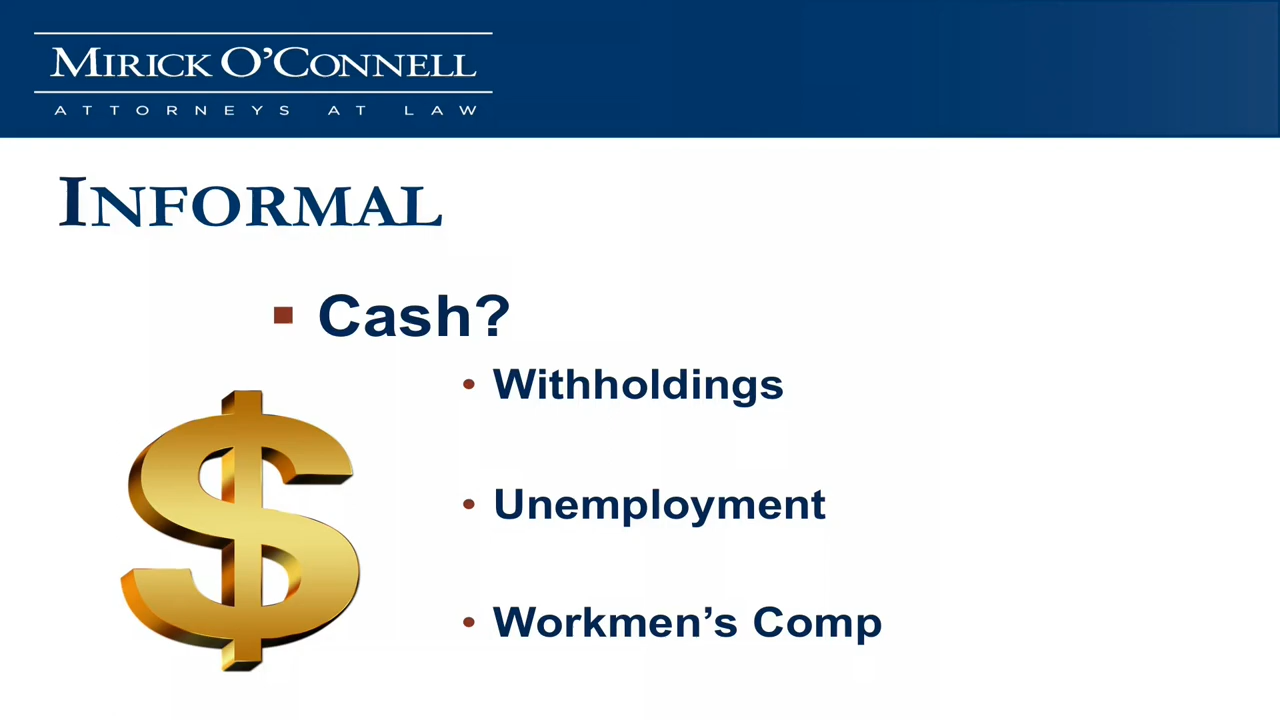 MIRICK O'CONNELL
ATTORNEYS AT LAW
INFORMAL
Cash?
Withholdings
Unemployment
Workmen's Comp